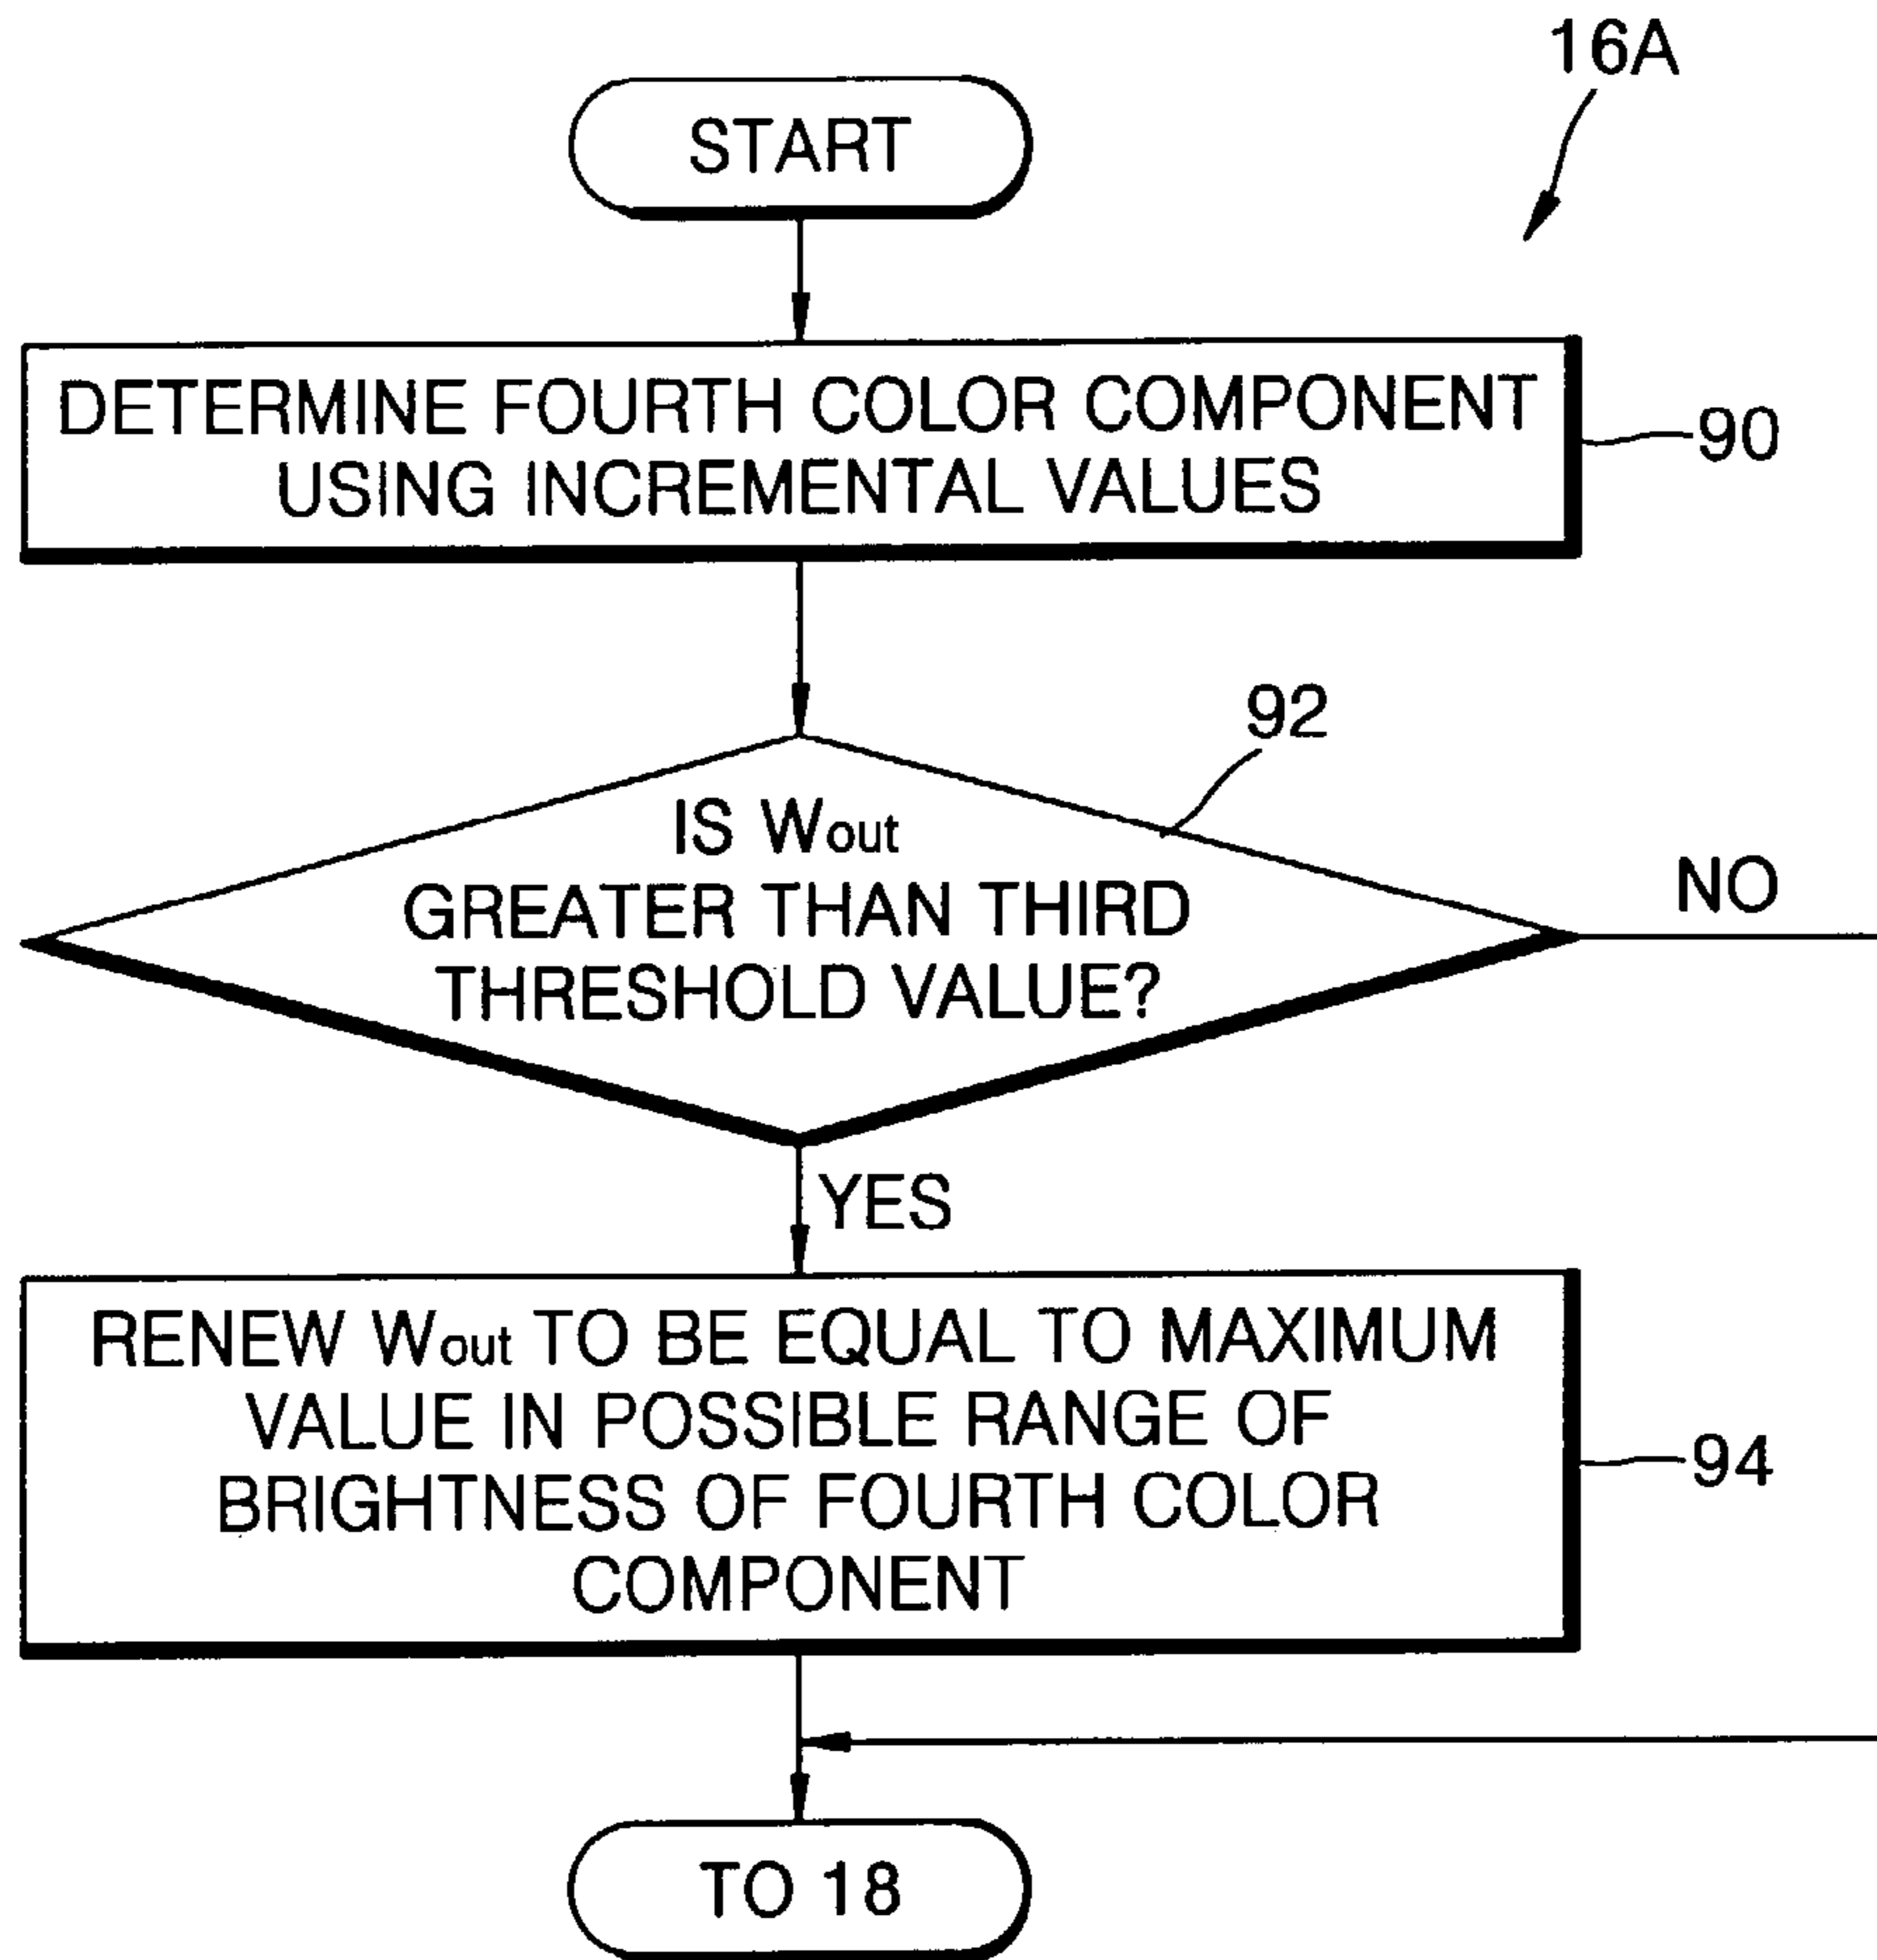 16A
START
DETERMINE FOURTH COLOR COMPONENT
USING INCREMENTAL VALUES
90
92
IS Wout
GREATER THAN THIRD
THRESHOLD VALUE?
NO
YES
RENEW Wout TO BE EQUAL TO MAXIMUM
VALUE IN POSSIBLE RANGE OF
BRIGHTNESS OF FOURTH COLOR
COMPONENT
94
TO 18